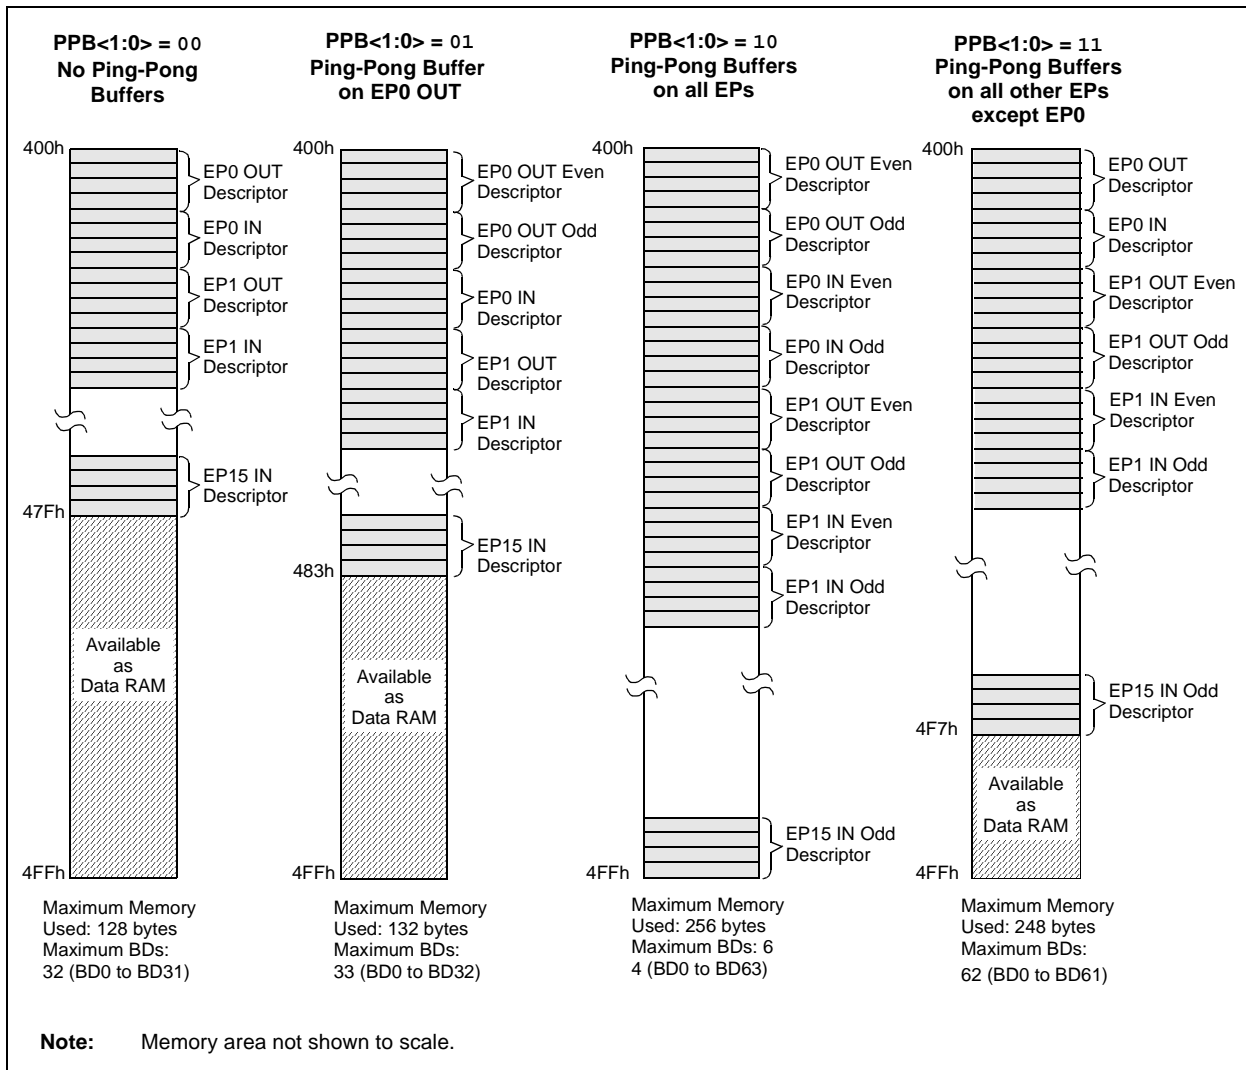 PPB<1:0> = 00
No Ping-Pong
Buffers
400h
EP0 OUT
Descriptor
EP0 IN
Descriptor
EP1 OUT
Descriptor
EP1 IN
Descriptor
EP15 IN
Descriptor
47Fh
Available
as
Data RAM
4FFh
Maximum Memory
Used: 128 bytes
Maximum BDs:
32 (BD0 to BD31)
PPB<1:0> = 01
Ping-Pong Buffer
on EP0 OUT
400h
EP0 OUT Even
Descriptor
EP0 OUT Odd
Descriptor
EP0 IN
Descriptor
EP1 OUT
Descriptor
EP1 IN
Descriptor
EP15 IN
Descriptor
483h
Available
as
Data RAM
4FFh
Maximum Memory
Used: 132 bytes
Maximum BDs:
33 (BD0 to BD32)
PPB<1:0> = 10
Ping-Pong Buffers
on all EPs
400h
EP0 OUT Even
Descriptor
EP0 OUT Odd
Descriptor
EP0 IN Even
Descriptor
EP0 IN Odd
Descriptor
EP1 OUT Even
Descriptor
EP1 OUT Odd
Descriptor
EP1 IN Even
Descriptor
EP1 IN Odd
Descriptor
EP15 IN Odd
Descriptor
4FFh
Maximum Memory
Used: 256 bytes
Maximum BDs: 6
4 (BD0 to BD63)
PPB<1:0> = 11
Ping-Pong Buffers
on all other EPs
except EP0
400h
EP0 OUT
Descriptor
EP0 IN
Descriptor
EP1 OUT Even
Descriptor
EP1 OUT Odd
Descriptor
EP1 IN Even
Descriptor
EP1 IN Odd
Descriptor
EP15 IN Odd
Descriptor
4F7h
Available
as
Data RAM
4FFh
Maximum Memory
Used: 248 bytes
Maximum BDs:
62 (BD0 to BD61)
Note: Memory area not shown to scale.